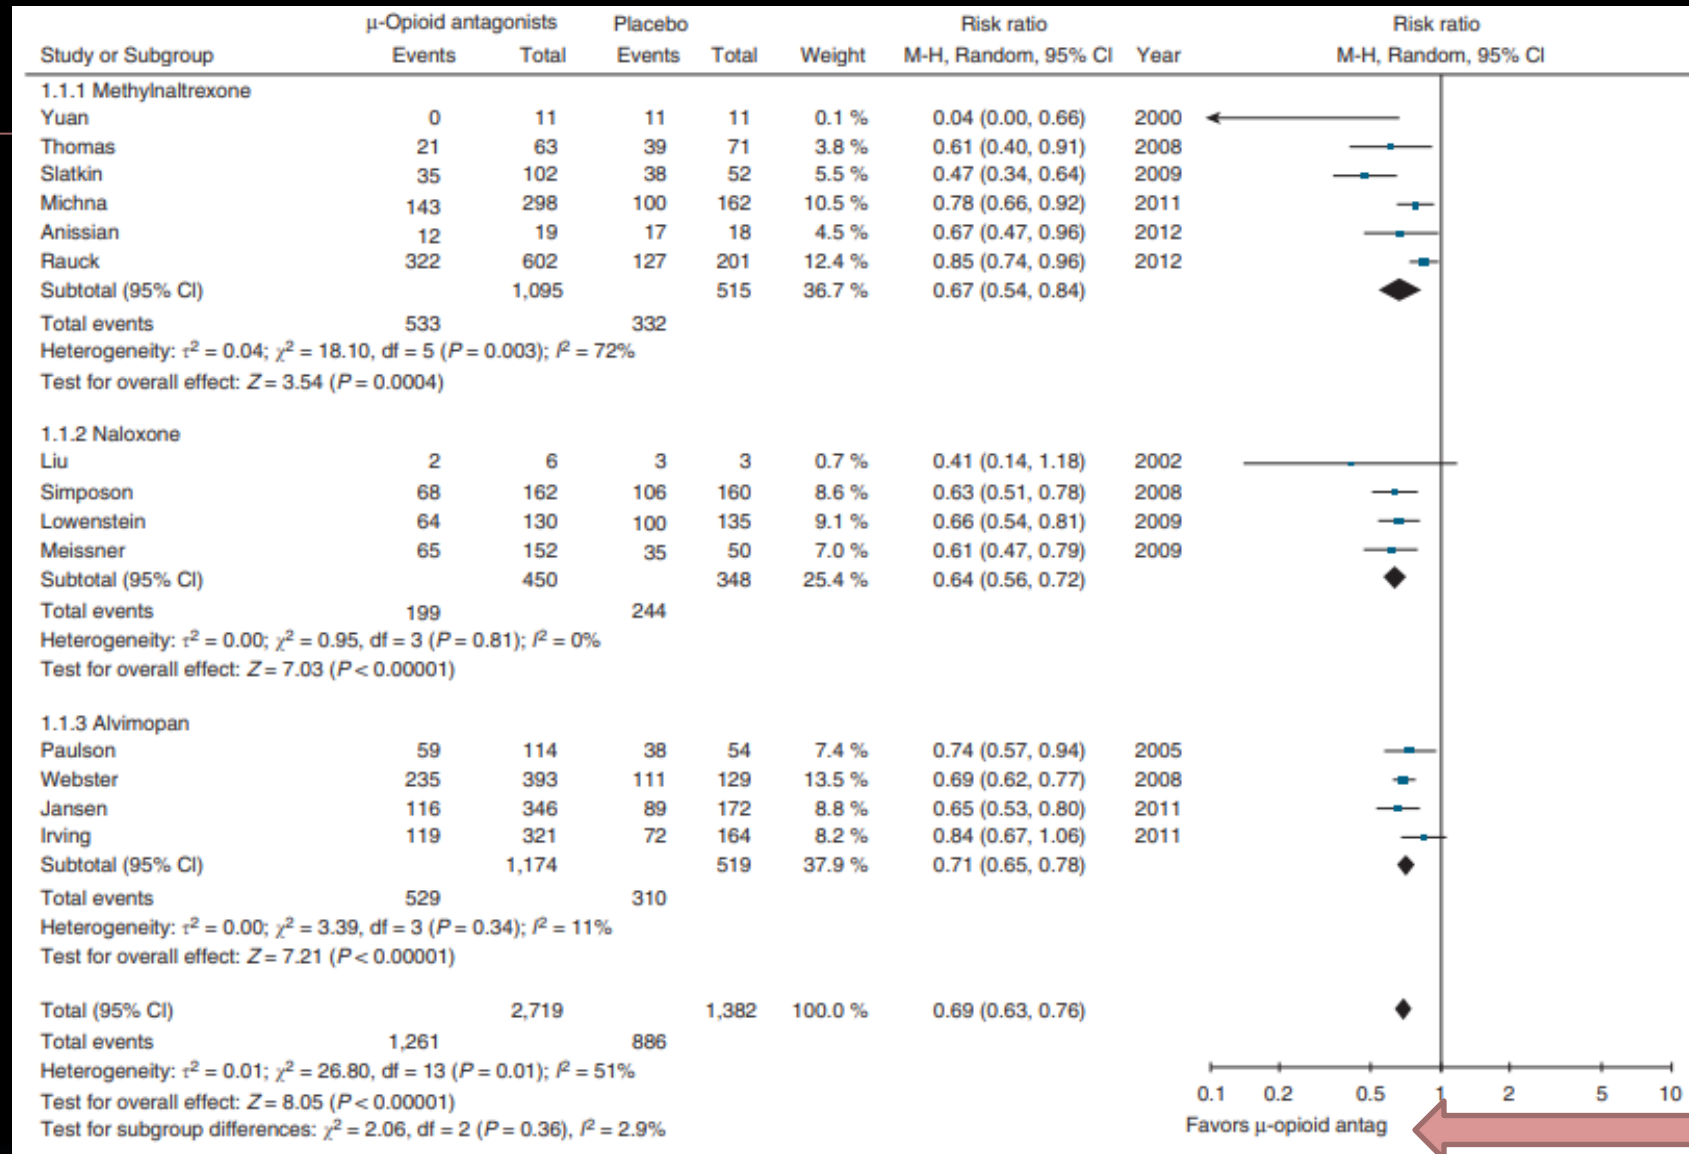 μ-Opioid antagonists Placebo Risk ratio Risk ratio
Study or Subgroup Events Total Events Total Weight M-H, Random, 95% CI Year M-H, Random, 95% CI
1.1.1 Methylnaltrexone
Yuan 0 11 11 11 0.1 % 0.04 (0.00, 0.66) 2000
Thomas 21 63 39 71 3.8 % 0.61 (0.40, 0.91) 2008
Slatkin 35 102 38 52 5.5 % 0.47 (0.34, 0.64) 2009
Michna 143 298 100 162 10.5 % 0.78 (0.66, 0.92) 2011
Anissian 12 19 17 18 4.5 % 0.67 (0.47, 0.96) 2012
Rauck 322 602 127 201 12.4 % 0.85 (0.74, 0.96) 2012
Subtotal (95% CI) 1,095 515 36.7 % 0.67 (0.54, 0.84)
Total events 533 332
Heterogeneity: τ² = 0.04; χ² = 18.10, df = 5 (P = 0.003); I² = 72%
Test for overall effect: Z = 3.54 (P = 0.0004)
1.1.2 Naloxone
Liu 2 6 3 3 0.7 % 0.41 (0.14, 1.18) 2002
Simposon 68 162 106 160 8.6 % 0.63 (0.51, 0.78) 2008
Lowenstein 64 130 100 135 9.1 % 0.66 (0.54, 0.81) 2009
Meissner 65 152 35 50 7.0 % 0.61 (0.47, 0.79) 2009
Subtotal (95% CI) 450 348 25.4 % 0.64 (0.56, 0.72)
Total events 199 244
Heterogeneity: τ² = 0.00; χ² = 0.95, df = 3 (P = 0.81); I² = 0%
Test for overall effect: Z = 7.03 (P < 0.00001)
1.1.3 Alvimopan
Paulson 59 114 38 54 7.4 % 0.74 (0.57, 0.94) 2005
Webster 235 393 111 129 13.5 % 0.69 (0.62, 0.77) 2008
Jansen 116 346 89 172 8.8 % 0.65 (0.53, 0.80) 2011
Irving 119 321 72 164 8.2 % 0.84 (0.67, 1.06) 2011
Subtotal (95% CI) 1,174 519 37.9 % 0.71 (0.65, 0.78)
Total events 529 310
Heterogeneity: τ² = 0.00; χ² = 3.39, df = 3 (P = 0.34); I² = 11%
Test for overall effect: Z = 7.21 (P < 0.00001)
Total (95% CI) 2,719 1,382 100.0 % 0.69 (0.63, 0.76)
Total events 1,261 886
Heterogeneity: τ² = 0.01; χ² = 26.80, df = 13 (P = 0.01); I² = 51%
Test for overall effect: Z = 8.05 (P < 0.00001)
Test for subgroup differences: χ² = 2.06, df = 2 (P = 0.36), I² = 2.9%
0.1 0.2 0.5 1 2 5 10
Favors μ-opioid antag